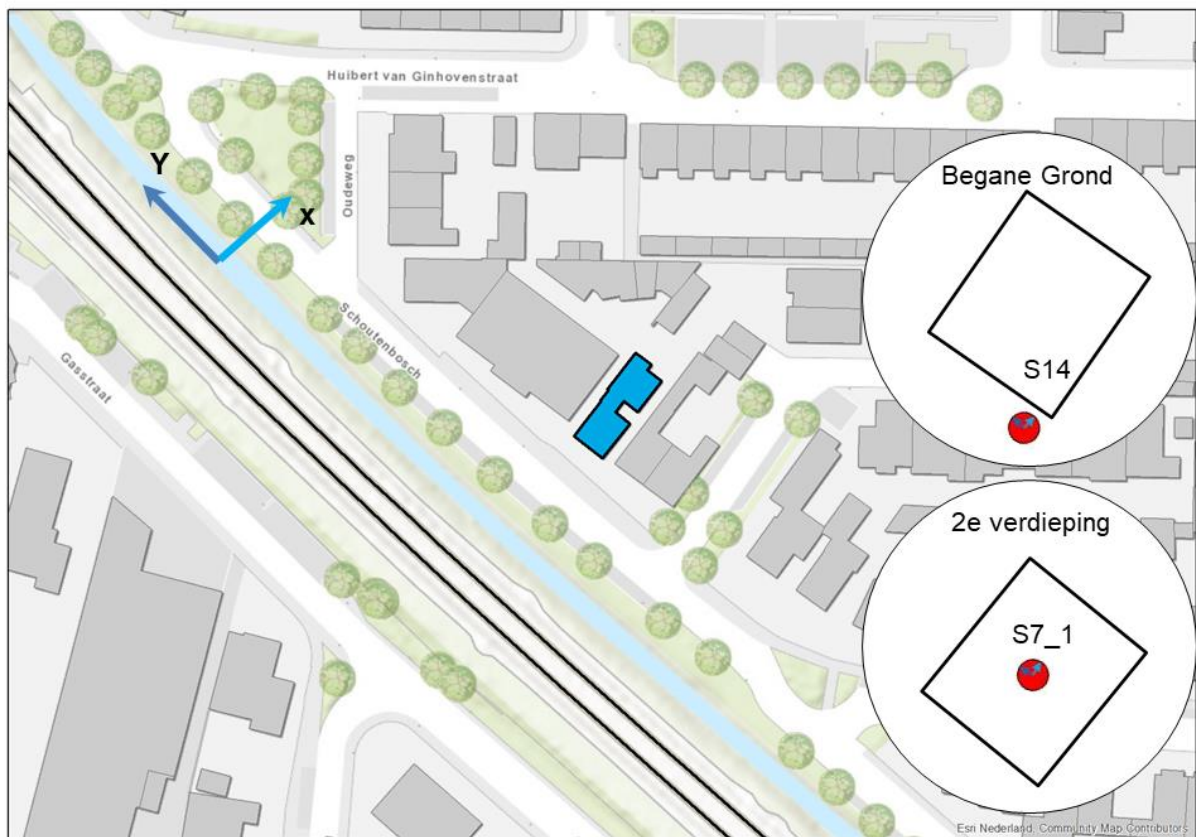 Huibert van Ginhovenstraat
Y
x
Oudeweg
Begane Grond
S14
Schoutenbosch
Gasstraat
2e verdieping
S7_1
Esri Nederland, Community Map Contributors